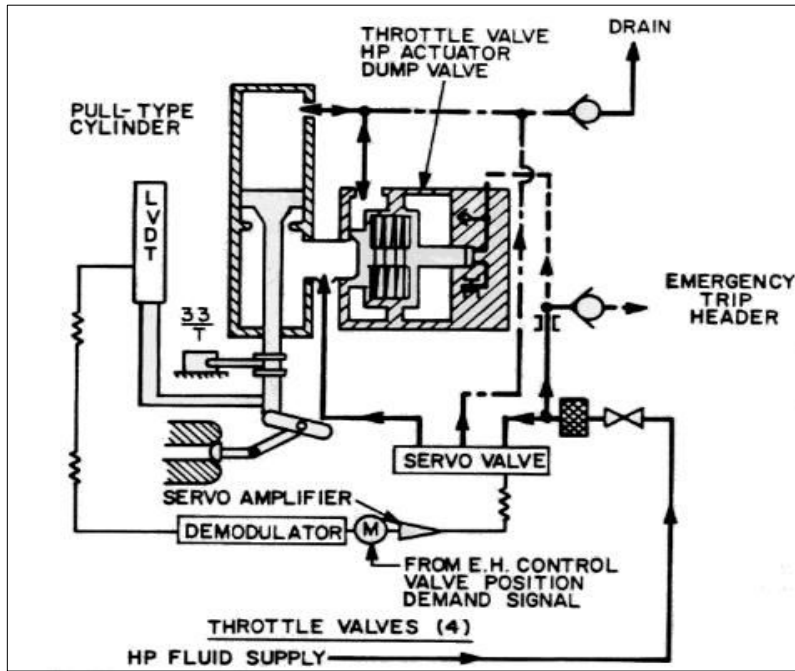 THROTTLE VALVE
HP ACTUATOR
DUMP VALVE
DRAIN
PULL-TYPE
CYLINDER
LVDT
33
T
EMERGENCY
TRIP
HEADER
SERVO VALVE
SERVO AMPLIFIER
DEMODULATOR
M
FROM E.H. CONTROL
VALVE POSITION
DEMAND SIGNAL
THROTTLE VALVES (4)
HP FLUID SUPPLY